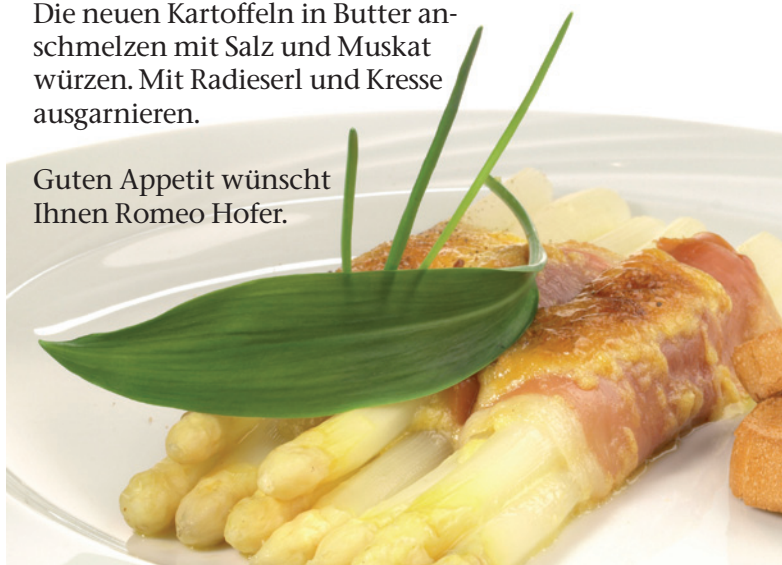 Die neuen Kartoffeln in Butter an-
schmelzen mit Salz und Muskat
würzen. Mit Radieserl und Kresse
ausgarnieren.
Guten Appetit wünscht
Ihnen Romeo Hofer.